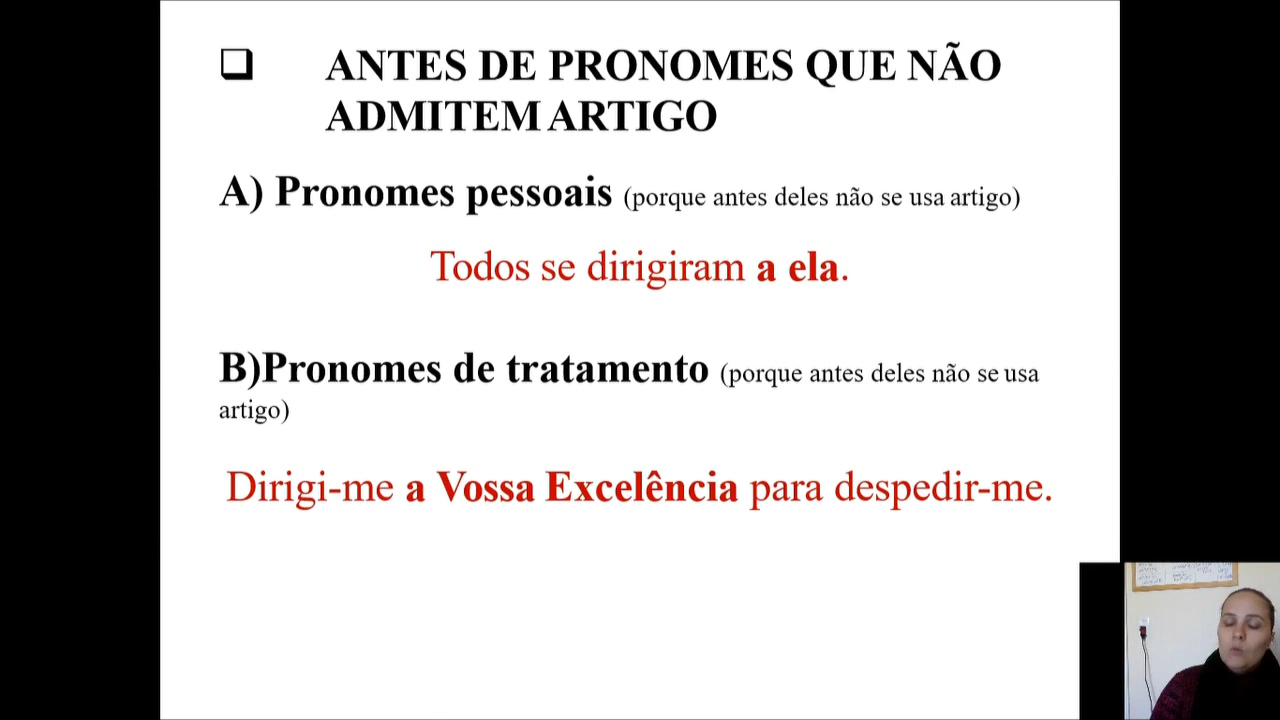 ANTES DE PRONOMES QUE NÃO
ADMITEM ARTIGO
A) Pronomes pessoais (porque antes deles não se usa artigo)
Todos se dirigiram a ela.
B)Pronomes de tratamento (porque antes deles não se usa
artigo)
Dirigi-me a Vossa Excelência para despedir-me.